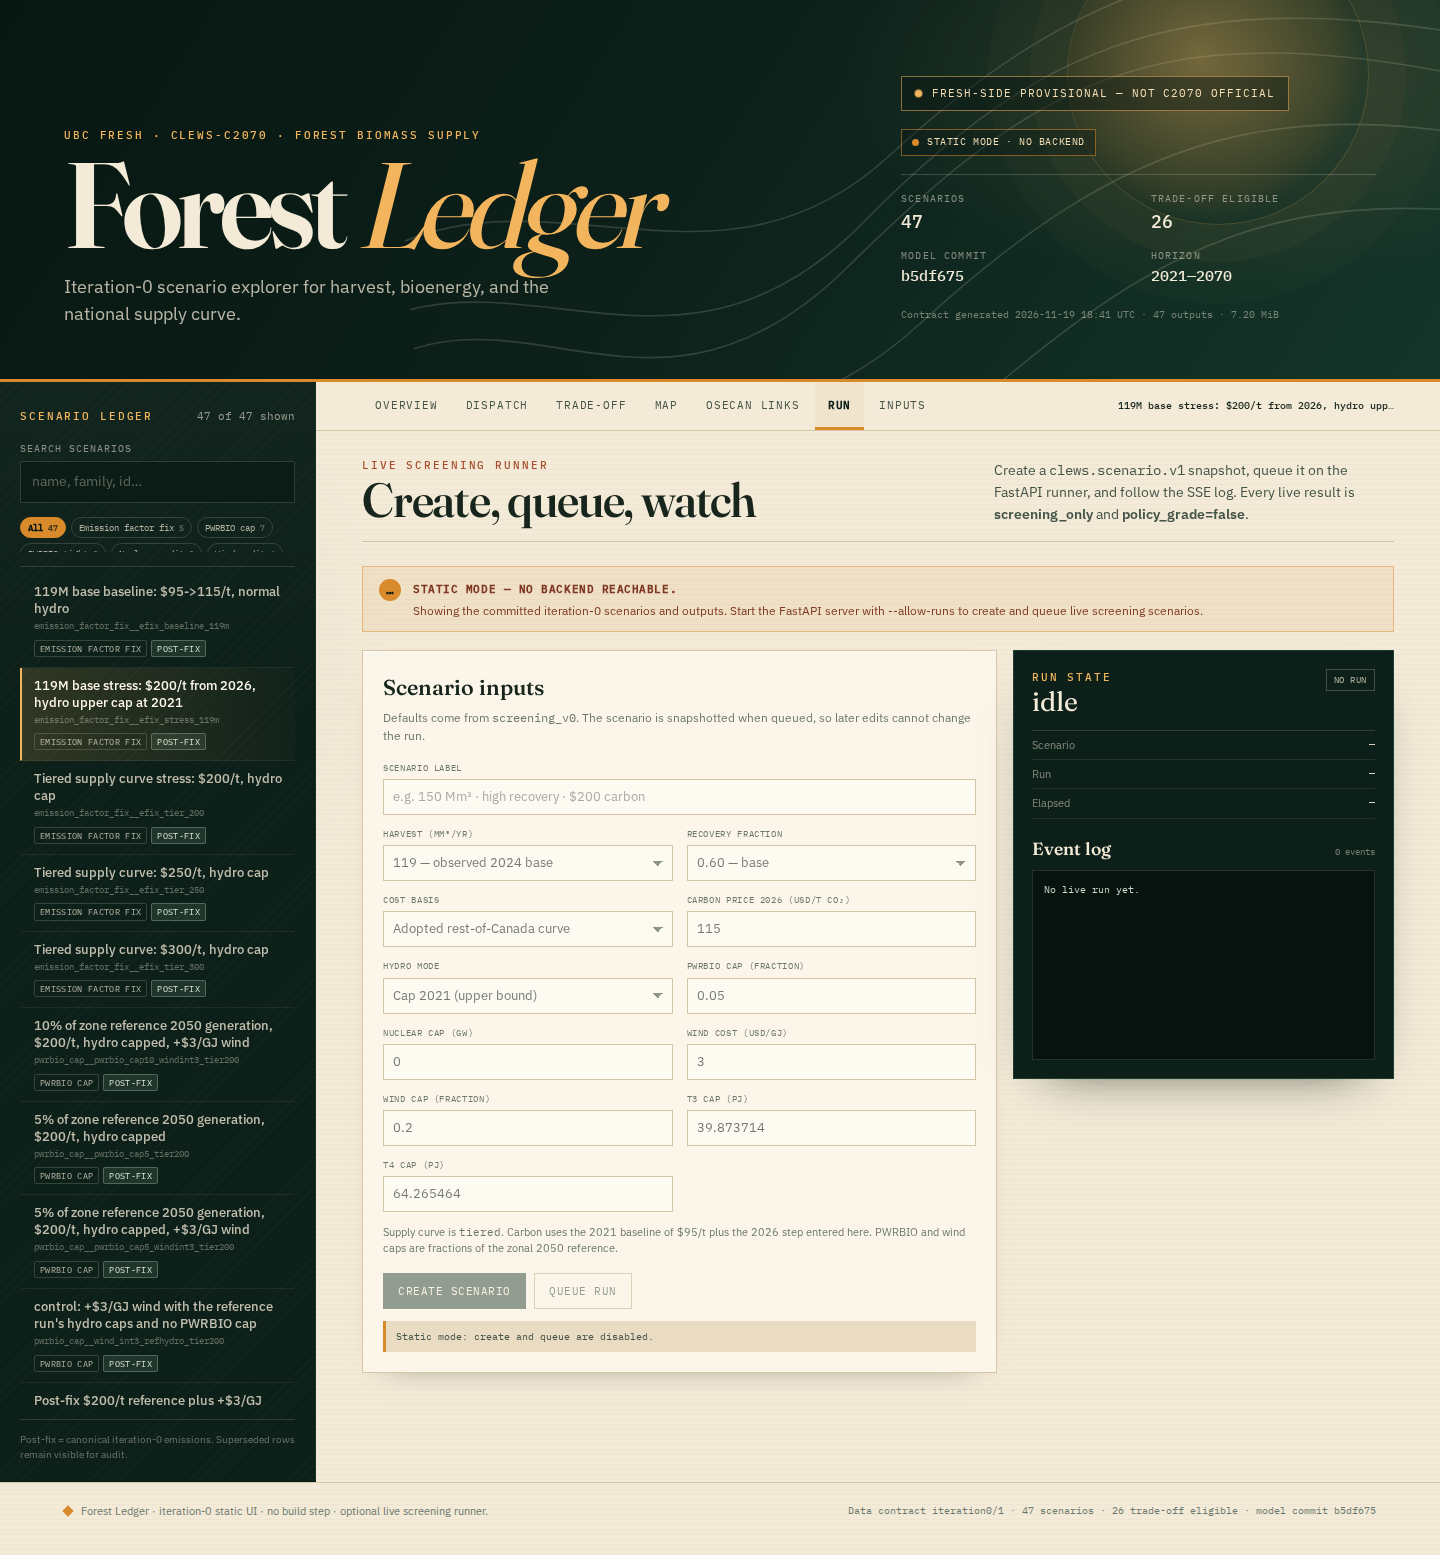 UBC FRESH · CLEWS-C2070 · FOREST BIOMASS SUPPLY
Forest Ledger
Iteration-0 scenario explorer for harvest, bioenergy, and the
national supply curve.
FRESH-SIDE PROVISIONAL — NOT C2070 OFFICIAL
STATIC MODE · NO BACKEND
SCENARIOS
47
TRADE-OFF ELIGIBLE
26
MODEL COMMIT
b5df675
HORIZON
2021—2070
Contract generated 2026-11-19 18:41 UTC · 47 outputs · 7.20 MiB
SCENARIO LEDGER
47 of 47 shown
SEARCH SCENARIOS
name, family, id…
All 47
Emission factor fix 5
PWRBIO cap 7
119M base baseline: $95->115/t, normal
hydro
emission_factor_fix__efix_baseline_119m
EMISSION FACTOR FIX
POST-FIX
119M base stress: $200/t from 2026,
hydro upper cap at 2021
emission_factor_fix__efix_stress_119m
EMISSION FACTOR FIX
POST-FIX
Tiered supply curve stress: $200/t, hydro
cap
emission_factor_fix__efix_tier_200
EMISSION FACTOR FIX
POST-FIX
Tiered supply curve: $250/t, hydro cap
emission_factor_fix__efix_tier_250
EMISSION FACTOR FIX
POST-FIX
Tiered supply curve: $300/t, hydro cap
emission_factor_fix__efix_tier_300
EMISSION FACTOR FIX
POST-FIX
10% of zone reference 2050 generation,
$200/t, hydro capped, +$3/GJ wind
pwrbio_cap__pwrbio_cap10_windint3_tier200
PWRBIO CAP
POST-FIX
5% of zone reference 2050 generation,
$200/t, hydro capped
pwrbio_cap__pwrbio_cap5_tier200
PWRBIO CAP
POST-FIX
5% of zone reference 2050 generation,
$200/t, hydro capped, +$3/GJ wind
pwrbio_cap__pwrbio_cap5_windint3_tier200
PWRBIO CAP
POST-FIX
control: +$3/GJ wind with the reference
run's hydro caps and no PWRBIO cap
pwrbio_cap__wind_int3_refhydro_tier200
PWRBIO CAP
POST-FIX
Post-fix $200/t reference plus +$3/GJ
Post-fix = canonical iteration-0 emissions. Superseded rows
remain visible for audit.
OVERVIEW
DISPATCH
TRADE-OFF
MAP
OSECAN LINKS
RUN
INPUTS
119M base stress: $200/t from 2026, hydro upp…
LIVE SCREENING RUNNER
Create, queue, watch
Create a clews.scenario.v1 snapshot, queue it on the
FastAPI runner, and follow the SSE log. Every live result is
screening_only and policy_grade=false.
…
STATIC MODE — NO BACKEND REACHABLE.
Showing the committed iteration-0 scenarios and outputs. Start the FastAPI server with --allow-runs to create and queue live screening scenarios.
Scenario inputs
Defaults come from screening_v0. The scenario is snapshotted when queued, so later edits cannot change
the run.
SCENARIO LABEL
e.g. 150 Mm³ · high recovery · $200 carbon
HARVEST (MM³/YR)
119 — observed 2024 base
RECOVERY FRACTION
0.60 — base
COST BASIS
Adopted rest-of-Canada curve
CARBON PRICE 2026 (USD/T CO₂)
115
HYDRO MODE
Cap 2021 (upper bound)
PWRBIO CAP (FRACTION)
0.05
NUCLEAR CAP (GW)
0
WIND COST (USD/GJ)
3
WIND CAP (FRACTION)
0.2
T3 CAP (PJ)
39.873714
T4 CAP (PJ)
64.265464
Supply curve is tiered. Carbon uses the 2021 baseline of $95/t plus the 2026 step entered here. PWRBIO and wind
caps are fractions of the zonal 2050 reference.
CREATE SCENARIO
QUEUE RUN
Static mode: create and queue are disabled.
RUN STATE
idle
NO RUN
Scenario —
Run —
Elapsed —
Event log
0 events
No live run yet.
Forest Ledger · iteration-0 static UI · no build step · optional live screening runner.
Data contract iteration0/1 · 47 scenarios · 26 trade-off eligible · model commit b5df675